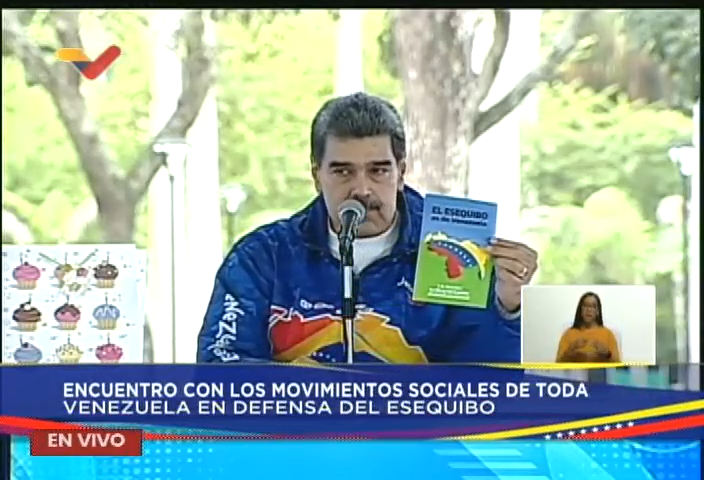 EL ESEQUIBO
es de Venezuela
ENCUENTRO CON LOS MOVIMIENTOS SOCIALES DE TODA
VENEZUELA EN DEFENSA DEL ESEQUIBO
EN VIVO